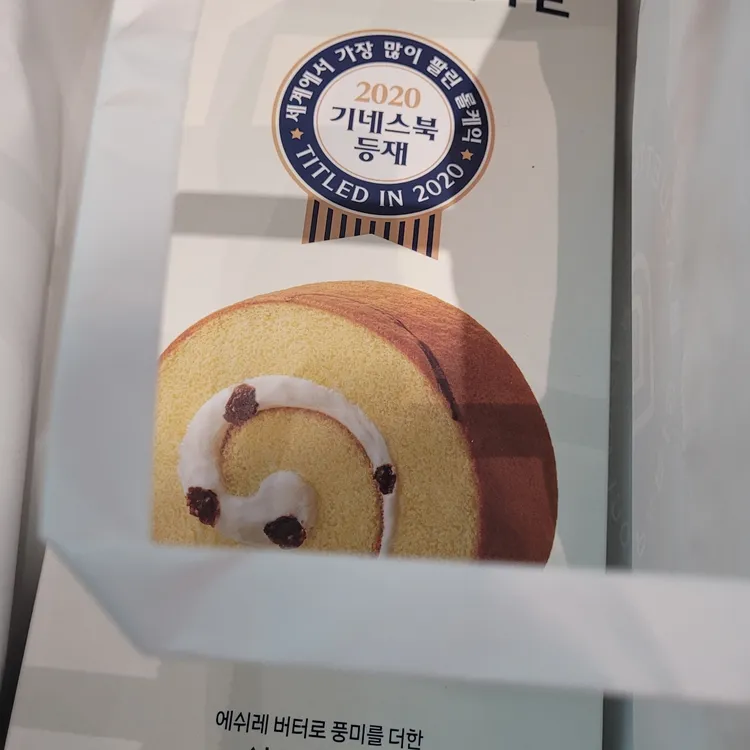 세계에서 가장 많이 팔린 롤케익
2020
기네스북
등재
TITLED IN 2020
에쉬레 버터로 풍미를 더한